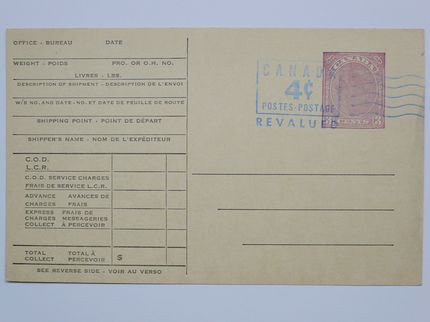 OFFICE - BUREAU DATE
WEIGHT - POIDS PRO. OR O.H. NO.
LIVRES - LBS.
DESCRIPTION OF SHIPMENT - DESCRIPTION DE L'ENVOI
W/B NO. AND DATE - NO. ET DATE DE FEUILLE DE ROUTE
SHIPPING POINT - POINT DE DÉPART
SHIPPER'S NAME - NOM DE L'EXPÉDITEUR
C.O.D.
L.C.R.
C.O.D. SERVICE CHARGES
FRAIS DE SERVICE L.C.R.
ADVANCE AVANCES DE
CHARGES FRAIS
EXPRESS FRAIS DE
CHARGES MESSAGERIES
COLLECT À PERCEVOIR
TOTAL TOTAL À
COLLECT PERCEVOIR $
SEE REVERSE SIDE - VOIR AU VERSO
CANADA
4¢
POSTES-POSTAGE
REVALUED
CANADA
CENTS